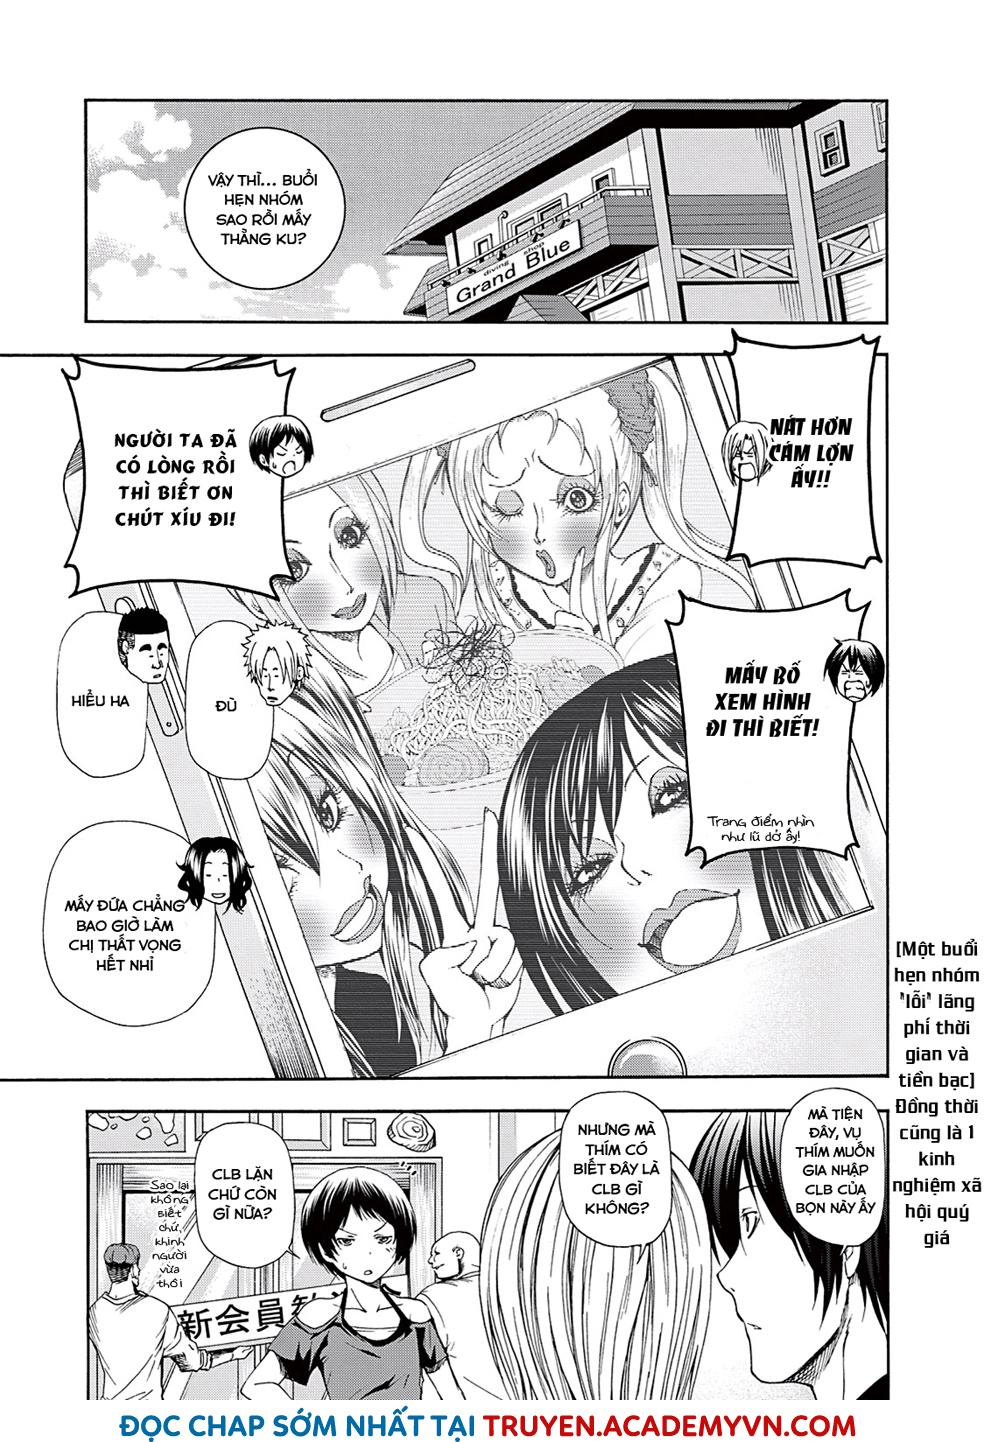 VẬY THÌ... BUỔI
HẸN NHÓM
SAO RỒI MẤY
THẰNG KU?
diving shop
Grand Blue
NÁT HƠN
CÁM LỢN
ẤY!!
NGƯỜI TA ĐÃ
CÓ LÒNG RỒI
THÌ BIẾT ƠN
CHÚT XÍU ĐI!
MẤY BỐ
XEM HÌNH
ĐI THÌ BIẾT!
Trang điểm nhìn
như lũ dở ấy!
ĐÙ
HIỂU HA
MẤY ĐỨA CHẲNG
BAO GIỜ LÀM
CHỊ THẤT VỌNG
HẾT NHỈ
[Một buổi
hẹn nhóm
"lỗi" lãng
phí thời
gian và
tiền bạc]
Đồng thời
cũng là 1
kinh
nghiệm xã
hội quý
giá
MÀ TIỆN
ĐÂY, VỤ
THÍM MUỐN
GIA NHẬP
CLB CỦA
BỌN NÀY ẤY
NHƯNG MÀ
THÍM CÓ
BIẾT ĐÂY LÀ
CLB GÌ
KHÔNG?
CLB LẶN
CHỨ CÒN
GÌ NỮA?
Sao lại
không
biết
chứ,
khinh
người
vừa
thôi
新会員勧
ĐỌC CHAP SỚM NHẤT TẠI TRUYEN.ACADEMYVN.COM